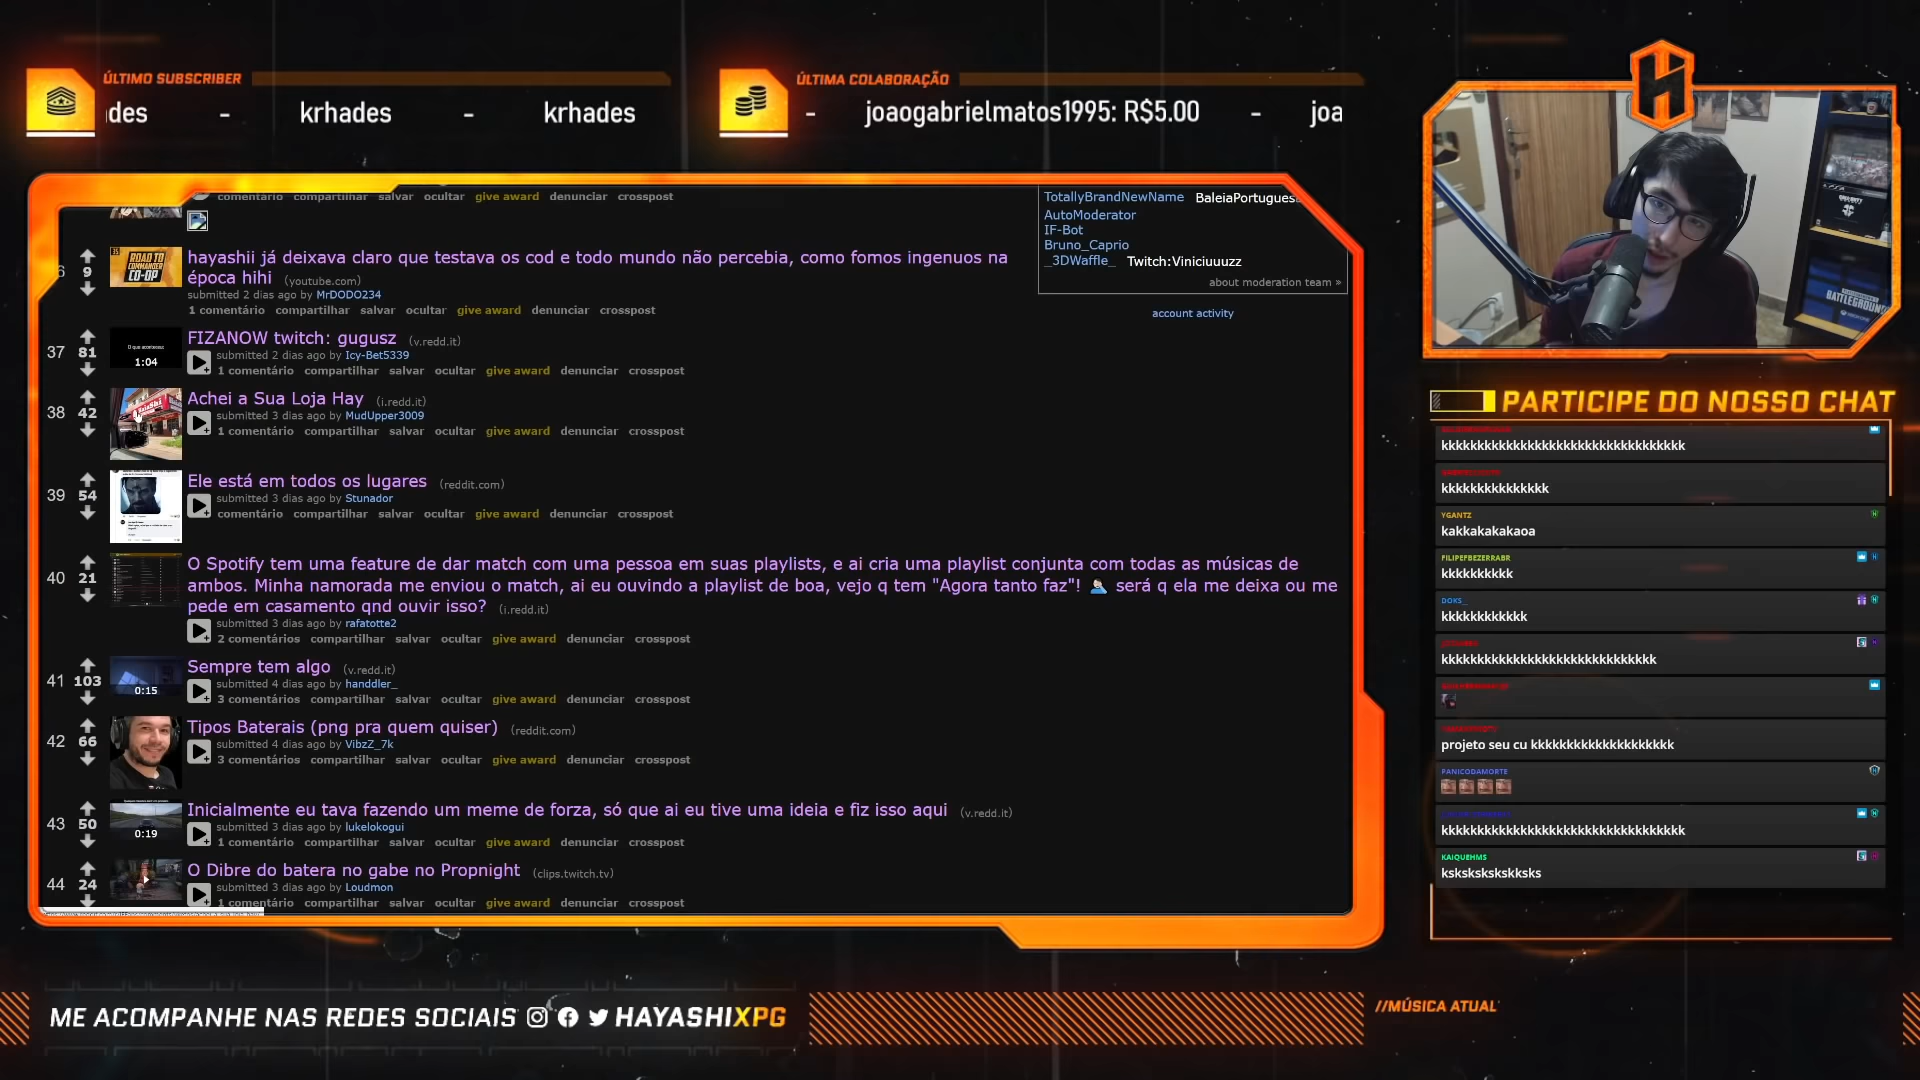 ÚLTIMO SUBSCRIBER
des - krhades - krhades
ÚLTIMA COLABORAÇÃO
- joaogabrielmatos1995: R$5.00 - joa
comentário compartilhar salvar ocultar give award denunciar crosspost
TotallyBrandNewName BaleiaPortugues
AutoModerator
IF-Bot
Bruno_Caprio
_3DWaffle_ Twitch:Viniciuuuzz
about moderation team »
account activity
6 9
ROAD TO COMMANDER CO-OP
hayashii já deixava claro que testava os cod e todo mundo não percebia, como fomos ingenuos na
época hihi (youtube.com)
submitted 2 dias ago by MrDODO234
1 comentário compartilhar salvar ocultar give award denunciar crosspost
37 81
1:04
FIZANOW twitch: gugusz (v.redd.it)
submitted 2 dias ago by Icy-Bet5339
1 comentário compartilhar salvar ocultar give award denunciar crosspost
38 42
Achei a Sua Loja Hay (i.redd.it)
submitted 3 dias ago by MudUpper3009
1 comentário compartilhar salvar ocultar give award denunciar crosspost
39 54
Ele está em todos os lugares (reddit.com)
submitted 3 dias ago by Stunador
comentário compartilhar salvar ocultar give award denunciar crosspost
40 21
O Spotify tem uma feature de dar match com uma pessoa em suas playlists, e ai cria uma playlist conjunta com todas as músicas de
ambos. Minha namorada me enviou o match, ai eu ouvindo a playlist de boa, vejo q tem "Agora tanto faz"! 🤦🏻‍♂️ será q ela me deixa ou me
pede em casamento qnd ouvir isso? (i.redd.it)
submitted 3 dias ago by rafatotte2
2 comentários compartilhar salvar ocultar give award denunciar crosspost
41 103
0:15
Sempre tem algo (v.redd.it)
submitted 4 dias ago by handdler_
3 comentários compartilhar salvar ocultar give award denunciar crosspost
42 66
Tipos Baterais (png pra quem quiser) (reddit.com)
submitted 4 dias ago by VibzZ_7k
3 comentários compartilhar salvar ocultar give award denunciar crosspost
43 50
0:19
Inicialmente eu tava fazendo um meme de forza, só que ai eu tive uma ideia e fiz isso aqui (v.redd.it)
submitted 3 dias ago by lukelokogui
1 comentário compartilhar salvar ocultar give award denunciar crosspost
44 24
O Dibre do batera no gabe no Propnight (clips.twitch.tv)
submitted 3 dias ago by Loudmon
1 comentário compartilhar salvar ocultar give award denunciar crosspost
PARTICIPE DO NOSSO CHAT
kkkkkkkkkkkkkkkkkkkkkkkkkkkkkkkkkk
kkkkkkkkkkkkkkk
YGANTZ
kakkakakakaoa
FILIPEFBEZERRABR
kkkkkkkkkk
DOKS_
kkkkkkkkkkkk
kkkkkkkkkkkkkkkkkkkkkkkkkkkkkk
projeto seu cu kkkkkkkkkkkkkkkkkkkk
PANICODAMORTE
kkkkkkkkkkkkkkkkkkkkkkkkkkkkkkkkkk
KAIQUEHMS
kskskskskskksks
ME ACOMPANHE NAS REDES SOCIAIS HAYASHIXPG
//MÚSICA ATUAL